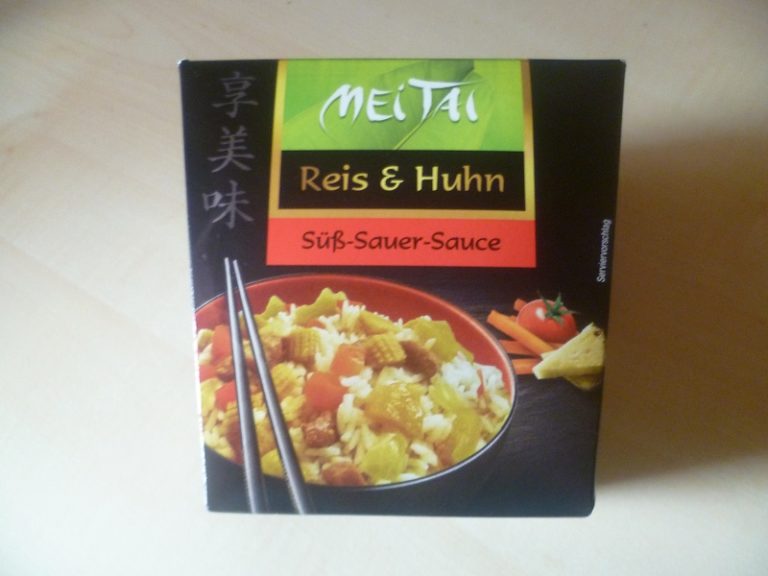 享美味
MEI TAI
Reis & Huhn
Süß-Sauer-Sauce
Serviervorschlag